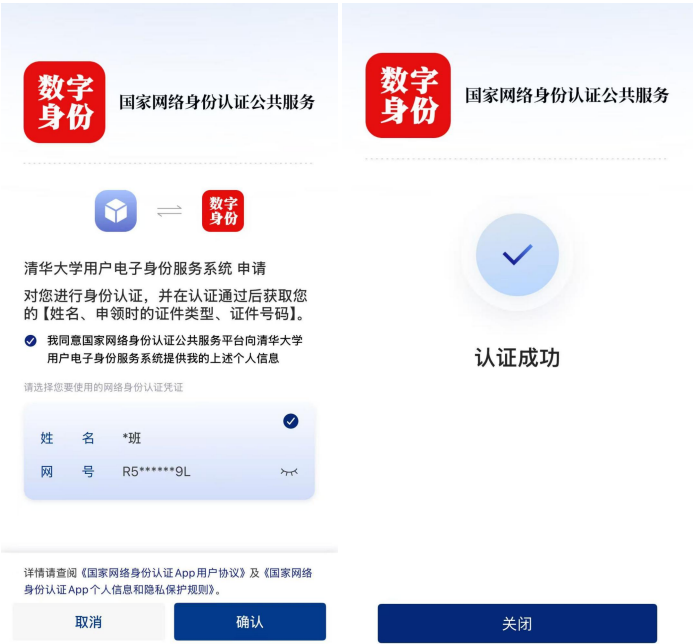 数字
身份
国家网络身份认证公共服务
数字
身份
清华大学用户电子身份服务系统 申请
对您进行身份认证，并在认证通过后获取您
的【姓名、申领时的证件类型、证件号码】。
我同意国家网络身份认证公共服务平台向清华大学
用户电子身份服务系统提供我的上述个人信息
请选择您要使用的网络身份认证凭证
姓 名 *班
网 号 R5******9L
详情请查阅《国家网络身份认证App用户协议》及《国家网络
身份认证App个人信息和隐私保护规则》。
取消 确认
数字
身份
国家网络身份认证公共服务
认证成功
关闭